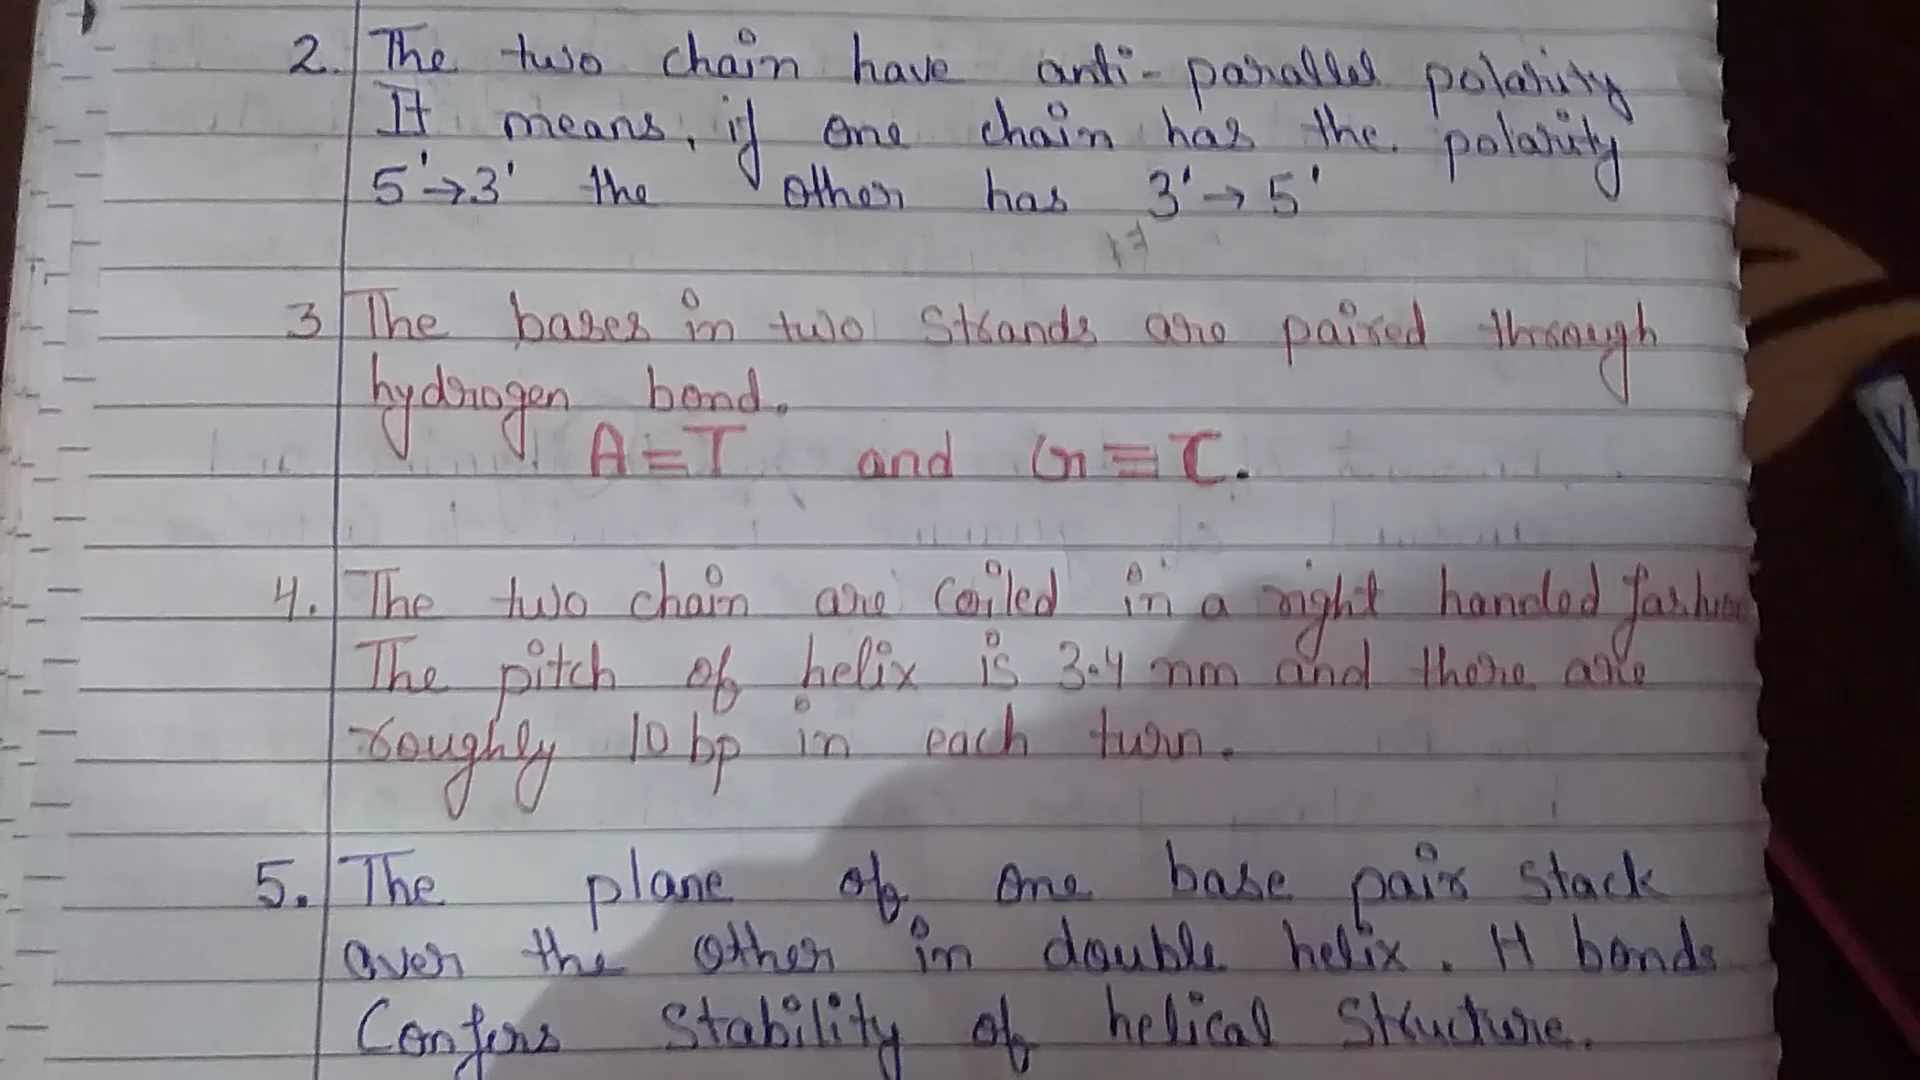 2. The two chain have anti-parallel polarity
It means, if one chain has the polarity
5'→3' the other has 3'→5'
3 The bases in two strands are paired through
hydrogen bond.
A=T and G≡C.
4. The two chain are coiled in a right handed fashion
The pitch of helix is 3.4 nm and there are
roughly 10 bp in each turn.
5. The plane of one base pair stack
over the other in double helix. H bonds
Confers stability of helical structure.